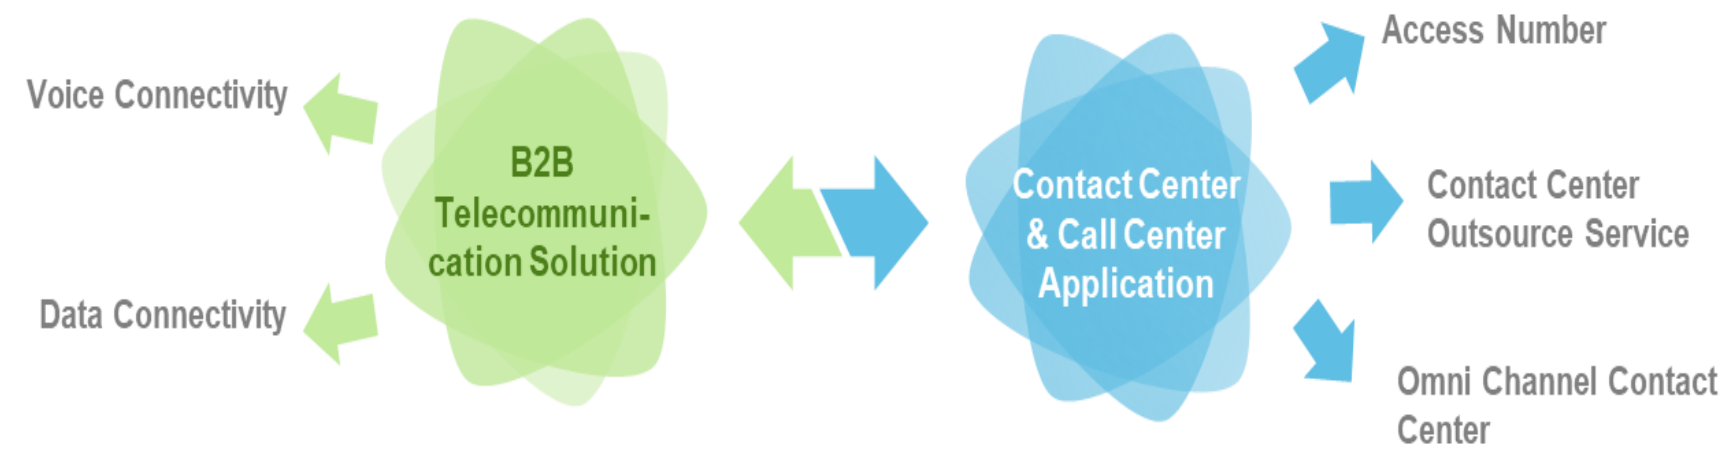 Voice Connectivity
Data Connectivity
B2B
Telecommuni-
cation Solution
Contact Center
& Call Center
Application
Access Number
Contact Center
Outsource Service
Omni Channel Contact
Center